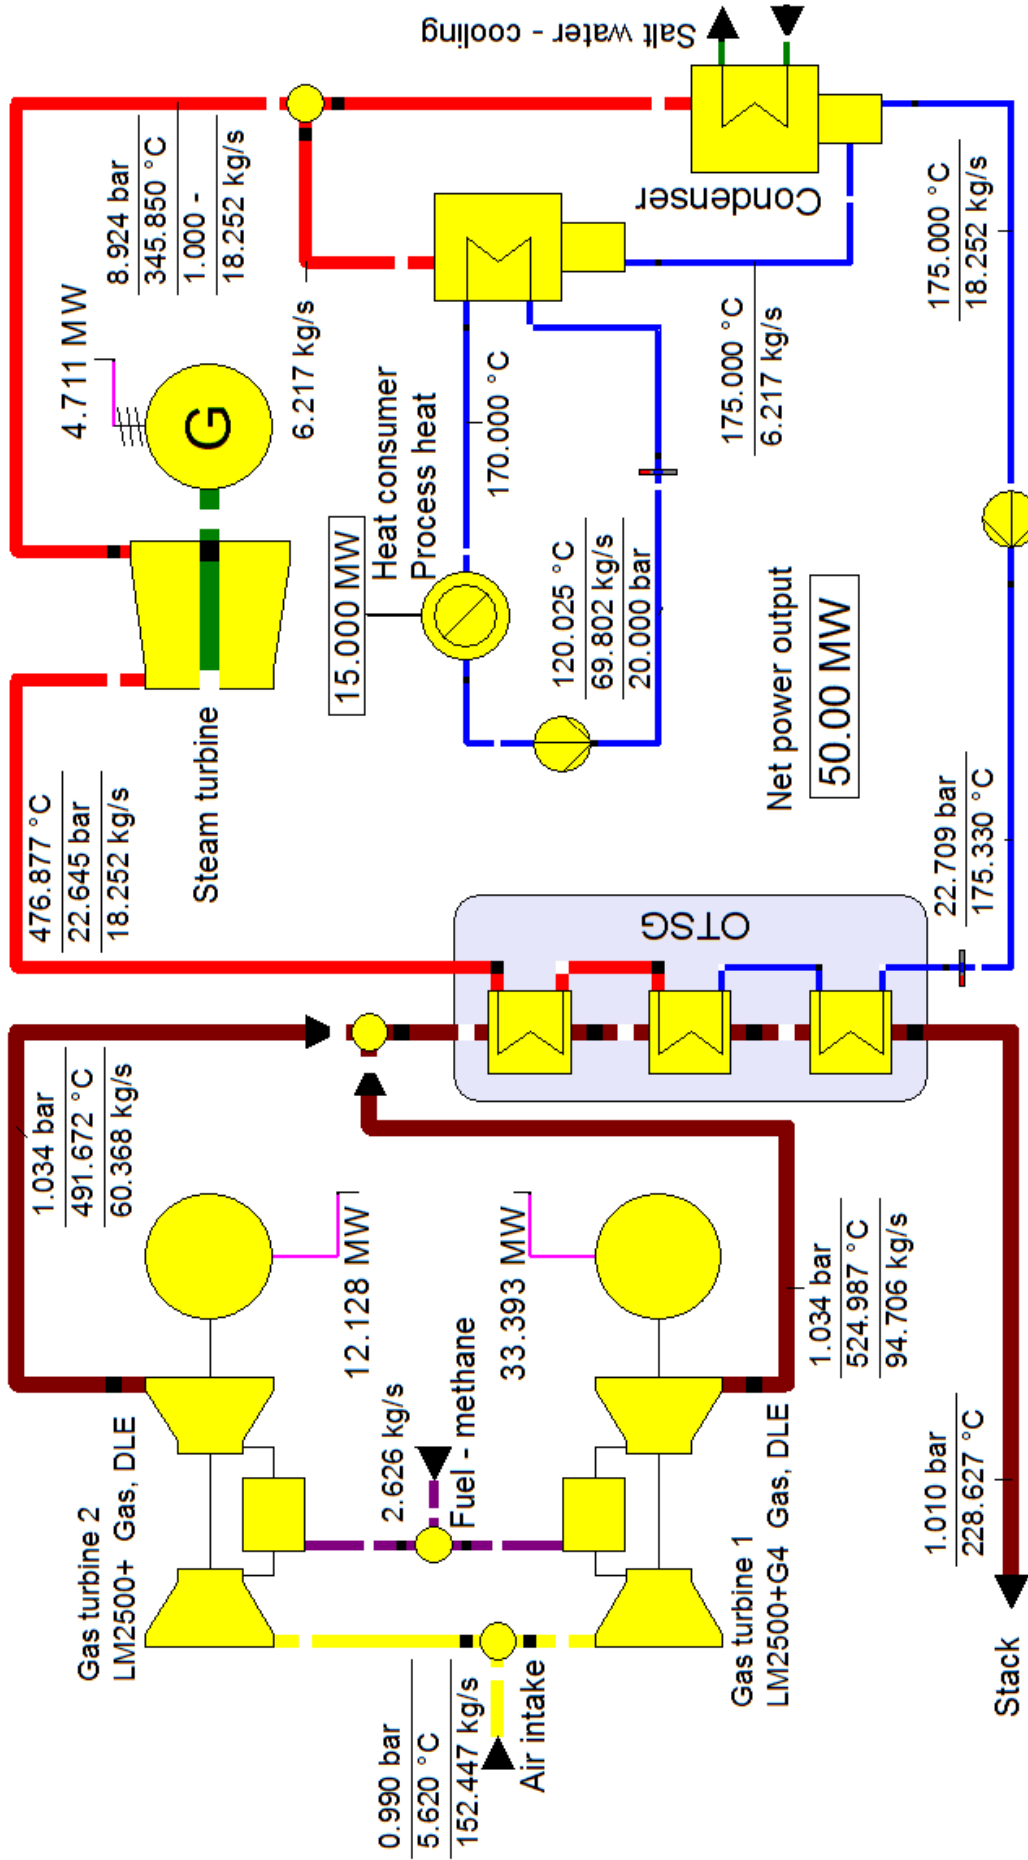 Gas turbine 2
LM2500+ Gas, DLE
1.034 bar
491.672 °C
60.368 kg/s
476.877 °C
22.645 bar
18.252 kg/s
Steam turbine
4.711 MW
G
8.924 bar
345.850 °C
1.000 -
18.252 kg/s
12.128 MW
2.626 kg/s
Fuel - methane
33.393 MW
0.990 bar
5.620 °C
152.447 kg/s
Air intake
15.000 MW
Heat consumer
Process heat
6.217 kg/s
170.000 °C
120.025 °C
69.802 kg/s
20.000 bar
Condenser
Salt water - cooling
175.000 °C
6.217 kg/s
OTSG
Net power output
50.00 MW
Gas turbine 1
LM2500+G4 Gas, DLE
1.034 bar
524.987 °C
94.706 kg/s
22.709 bar
175.330 °C
175.000 °C
18.252 kg/s
1.010 bar
228.627 °C
Stack